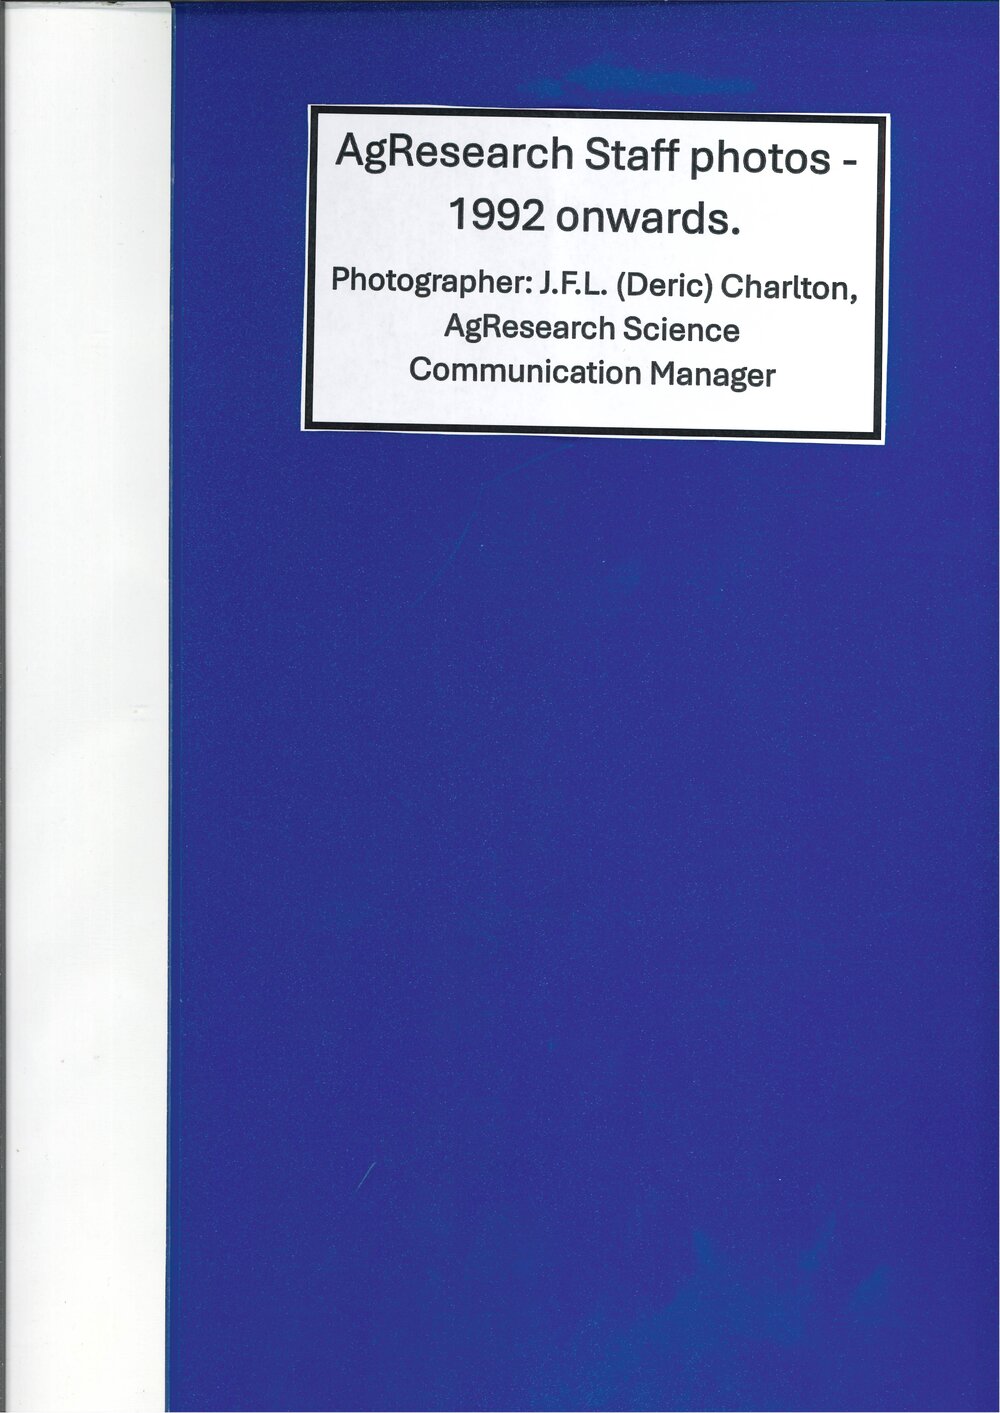 AgResearch Staff photos -
1992 onwards.
Photographer: J.F.L. (Deric) Charlton,
AgResearch Science
Communication Manager